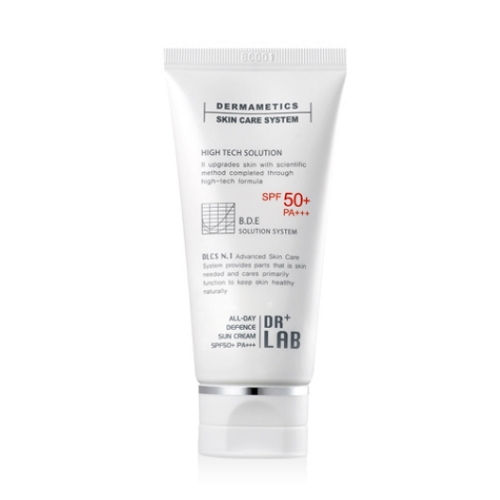 DERMAMETICS
SKIN CARE SYSTEM
HIGH TECH SOLUTION
It upgrades skin with scientific
method completed through
high-tech formula
SPF 50+
PA+++
B.D.E
SOLUTION SYSTEM
DLCS N.1 Advanced Skin Care
System provides parts that is skin
needed and cares primarily
function to keep skin healthy
naturally
ALL-DAY
DEFENCE
SUN CREAM
SPF50+ PA+++
DR+
LAB